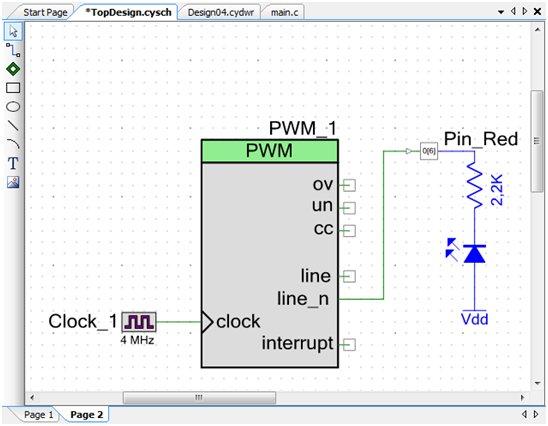 Start Page
*TopDesign.cysch
Design04.cydwr
main.c
PWM_1
PWM
ov
un
cc
line
line_n
interrupt
clock
Clock_1
4 MHz
0[6]
Pin_Red
2,2K
Vdd
T
Page 1
Page 2